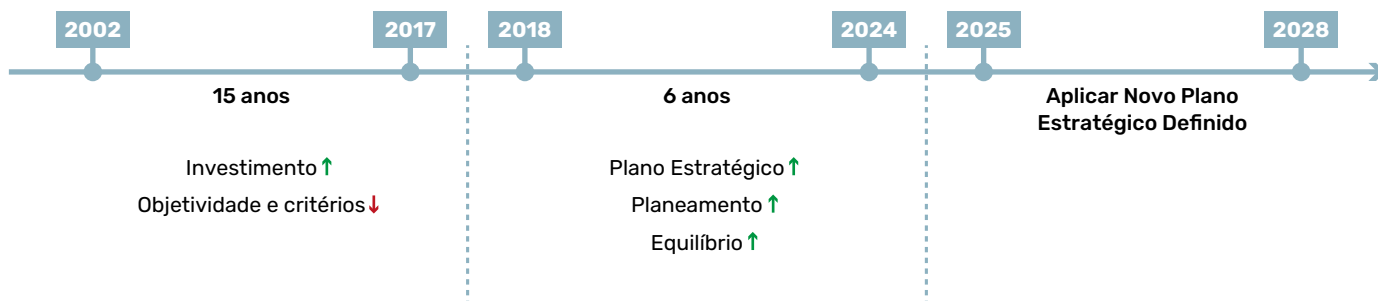 2002
2017
2018
2024
2025
2028
15 anos
6 anos
Aplicar Novo Plano
Estratégico Definido
Investimento ↑
Objetividade e critérios ↓
Plano Estratégico ↑
Planeamento ↑
Equilíbrio ↑